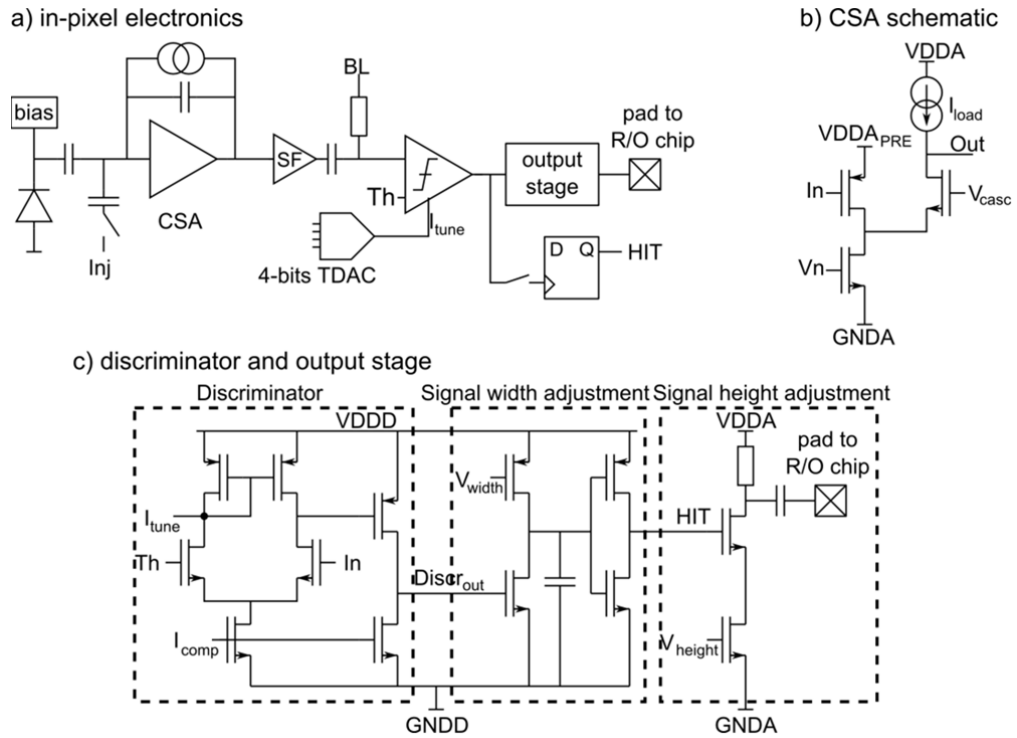 a) in-pixel electronics
bias
Inj
CSA
SF
BL
Th
I tune
4-bits TDAC
output
stage
pad to
R/O chip
D Q
HIT
b) CSA schematic
VDDA
I load
VDDA PRE
Out
In
V casc
Vn
GNDA
c) discriminator and output stage
Discriminator
Signal width adjustment
Signal height adjustment
VDDD
VDDA
pad to
R/O chip
V width
I tune
HIT
Th
In
Discr out
I comp
V height
GNDD
GNDA